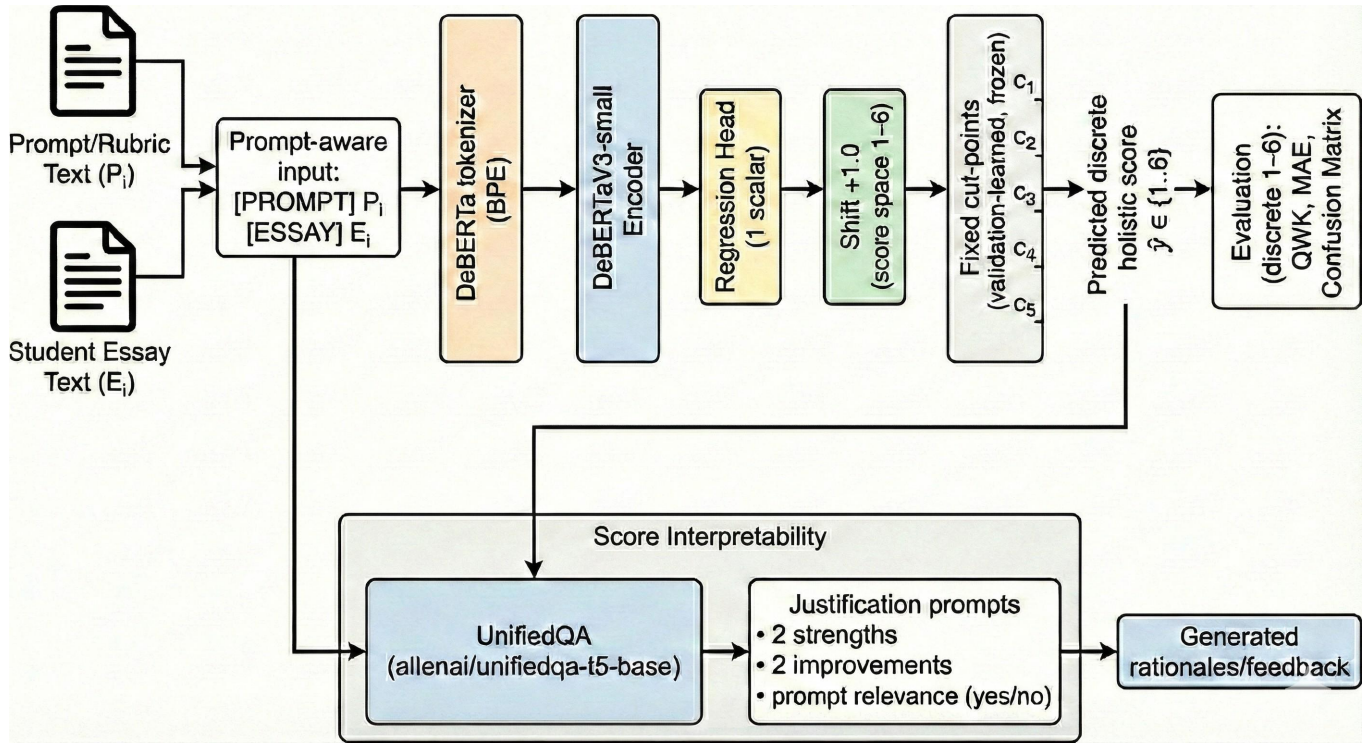 Prompt/Rubric
Text (Pᵢ)
Student Essay
Text (Eᵢ)
Prompt-aware
input:
[PROMPT] Pᵢ
[ESSAY] Eᵢ
DeBERTa tokenizer
(BPE)
DeBERTaV3-small
Encoder
Regression Head
(1 scalar)
Shift +1.0
(score space 1–6)
Fixed cut-points
(validation-learned, frozen)
C₁
C₂
C₃
C₄
C₅
Predicted discrete
holistic score
ŷ ∈ {1..6}
Evaluation
(discrete 1–6):
QWK, MAE,
Confusion Matrix
Score Interpretability
UnifiedQA
(allenai/unifiedqa-t5-base)
Justification prompts
• 2 strengths
• 2 improvements
• prompt relevance (yes/no)
Generated
rationales/feedback